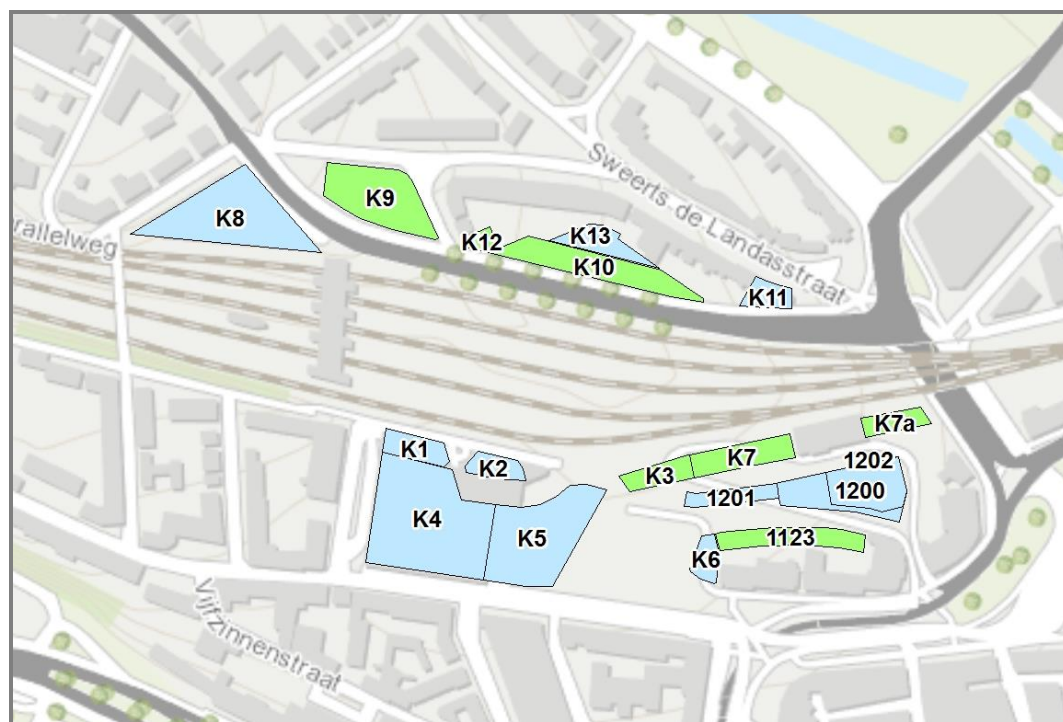 Sweerts-de-Landasstraat
K9
K8
K12
K13
K10
rallelweg
K11
K7a
K1
K2
K3
K7
1202
1201
1200
K4
K5
1123
K6
Vijfzinnenstraat